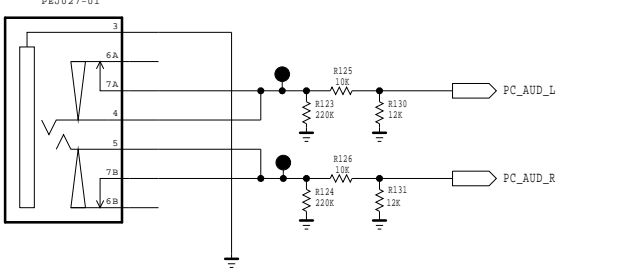 PEJ027-01
3
6A
7A
4
5
7B
6B
R125
10K
PC_AUD_L
R123
220K
R130
12K
R126
10K
PC_AUD_R
R124
220K
R131
12K